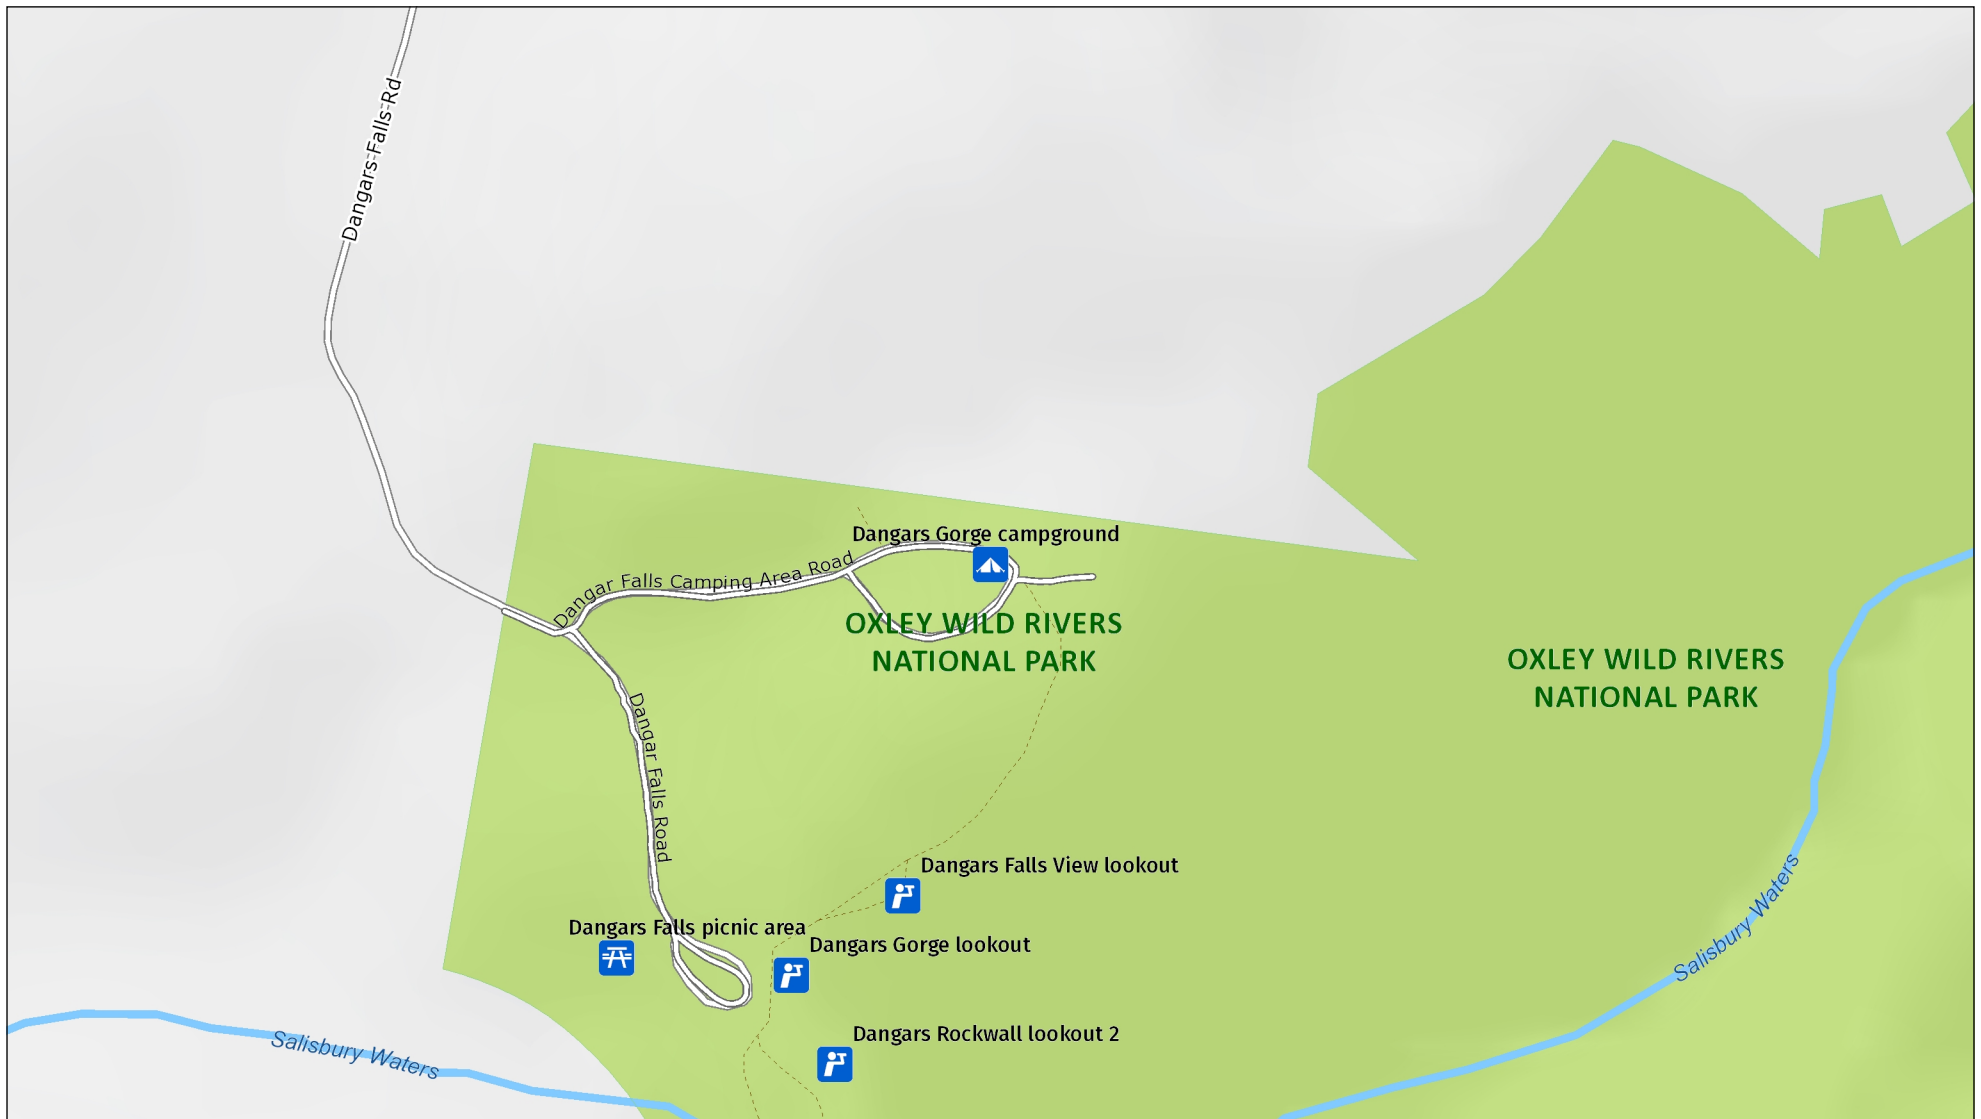 Dangars-Falls-Rd
Dangars Gorge campground
Dangar Falls Camping Area Road
OXLEY WILD RIVERS
NATIONAL PARK
OXLEY WILD RIVERS
NATIONAL PARK
Dangar Falls Road
Dangars Falls View lookout
Dangars Falls picnic area
Dangars Gorge lookout
Salisbury Waters
Dangars Rockwall lookout 2
Salisbury Waters